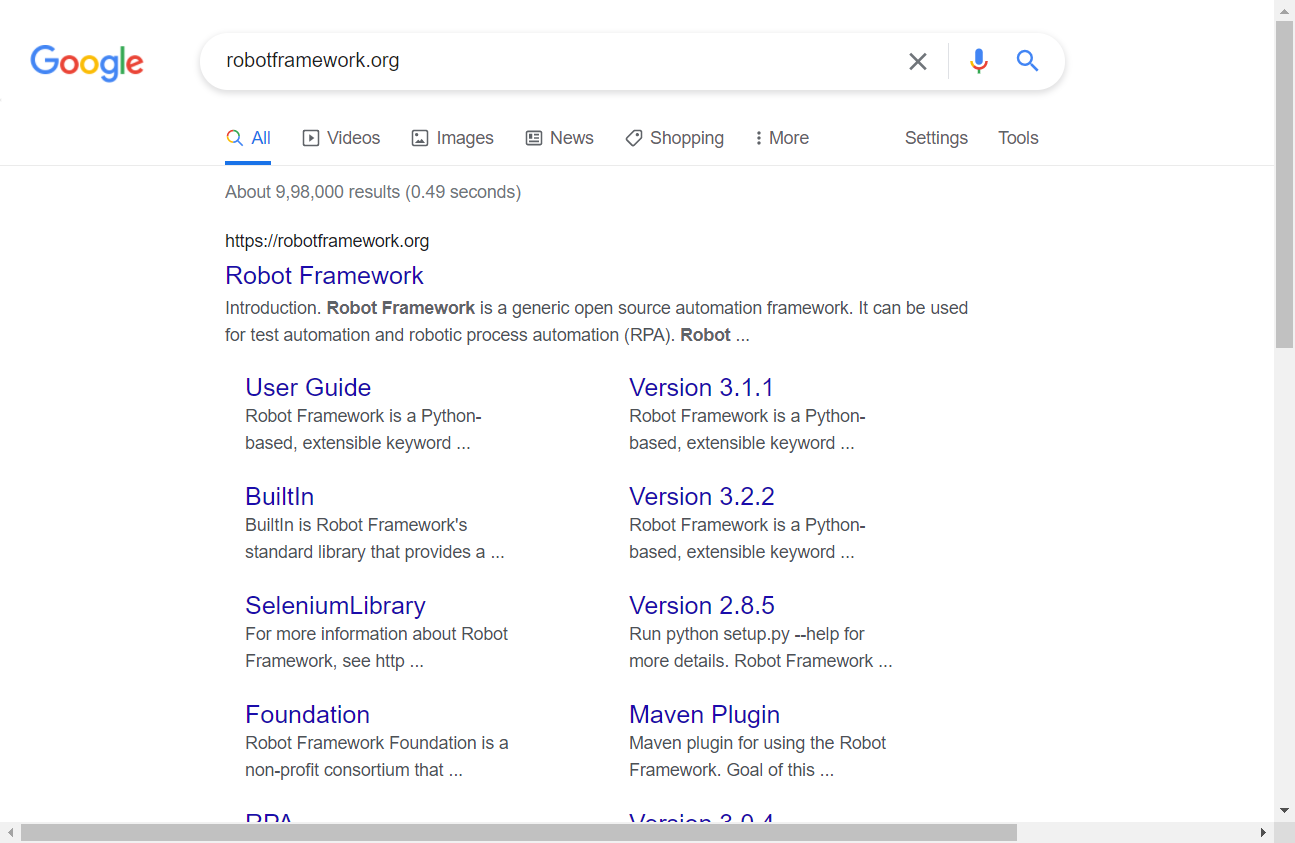 Google
robotframework.org
All Videos Images News Shopping More Settings Tools
About 9,98,000 results (0.49 seconds)
https://robotframework.org
Robot Framework
Introduction. Robot Framework is a generic open source automation framework. It can be used
for test automation and robotic process automation (RPA). Robot ...
User Guide
Robot Framework is a Python-
based, extensible keyword ...
Version 3.1.1
Robot Framework is a Python-
based, extensible keyword ...
BuiltIn
BuiltIn is Robot Framework's
standard library that provides a ...
Version 3.2.2
Robot Framework is a Python-
based, extensible keyword ...
SeleniumLibrary
For more information about Robot
Framework, see http ...
Version 2.8.5
Run python setup.py --help for
more details. Robot Framework ...
Foundation
Robot Framework Foundation is a
non-profit consortium that ...
Maven Plugin
Maven plugin for using the Robot
Framework. Goal of this ...
RPA
Version 3.0.4